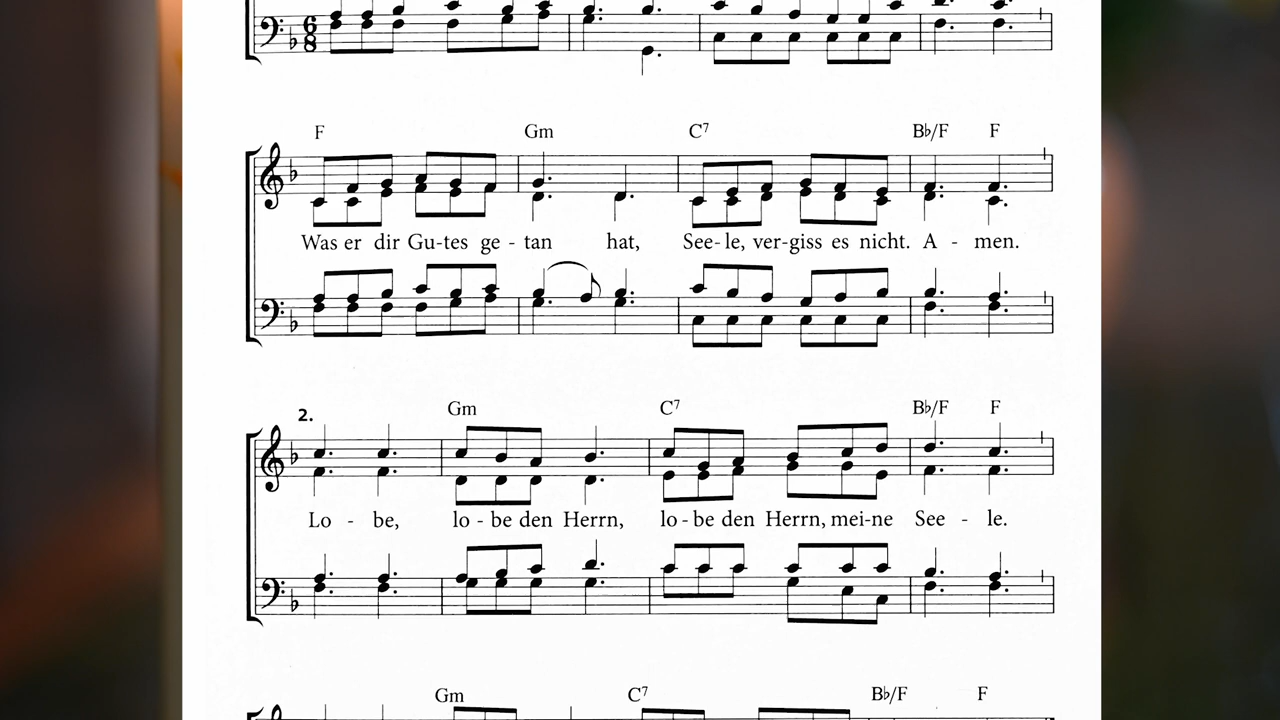 6
8
F Gm C7 B♭/F F
Was er dir Gu-tes ge - tan hat, See-le, ver-giss es nicht. A - men.
2. Gm C7 B♭/F F
Lo - be, lo - be den Herrn, lo - be den Herrn, mei-ne See - le.
Gm C7 B♭/F F